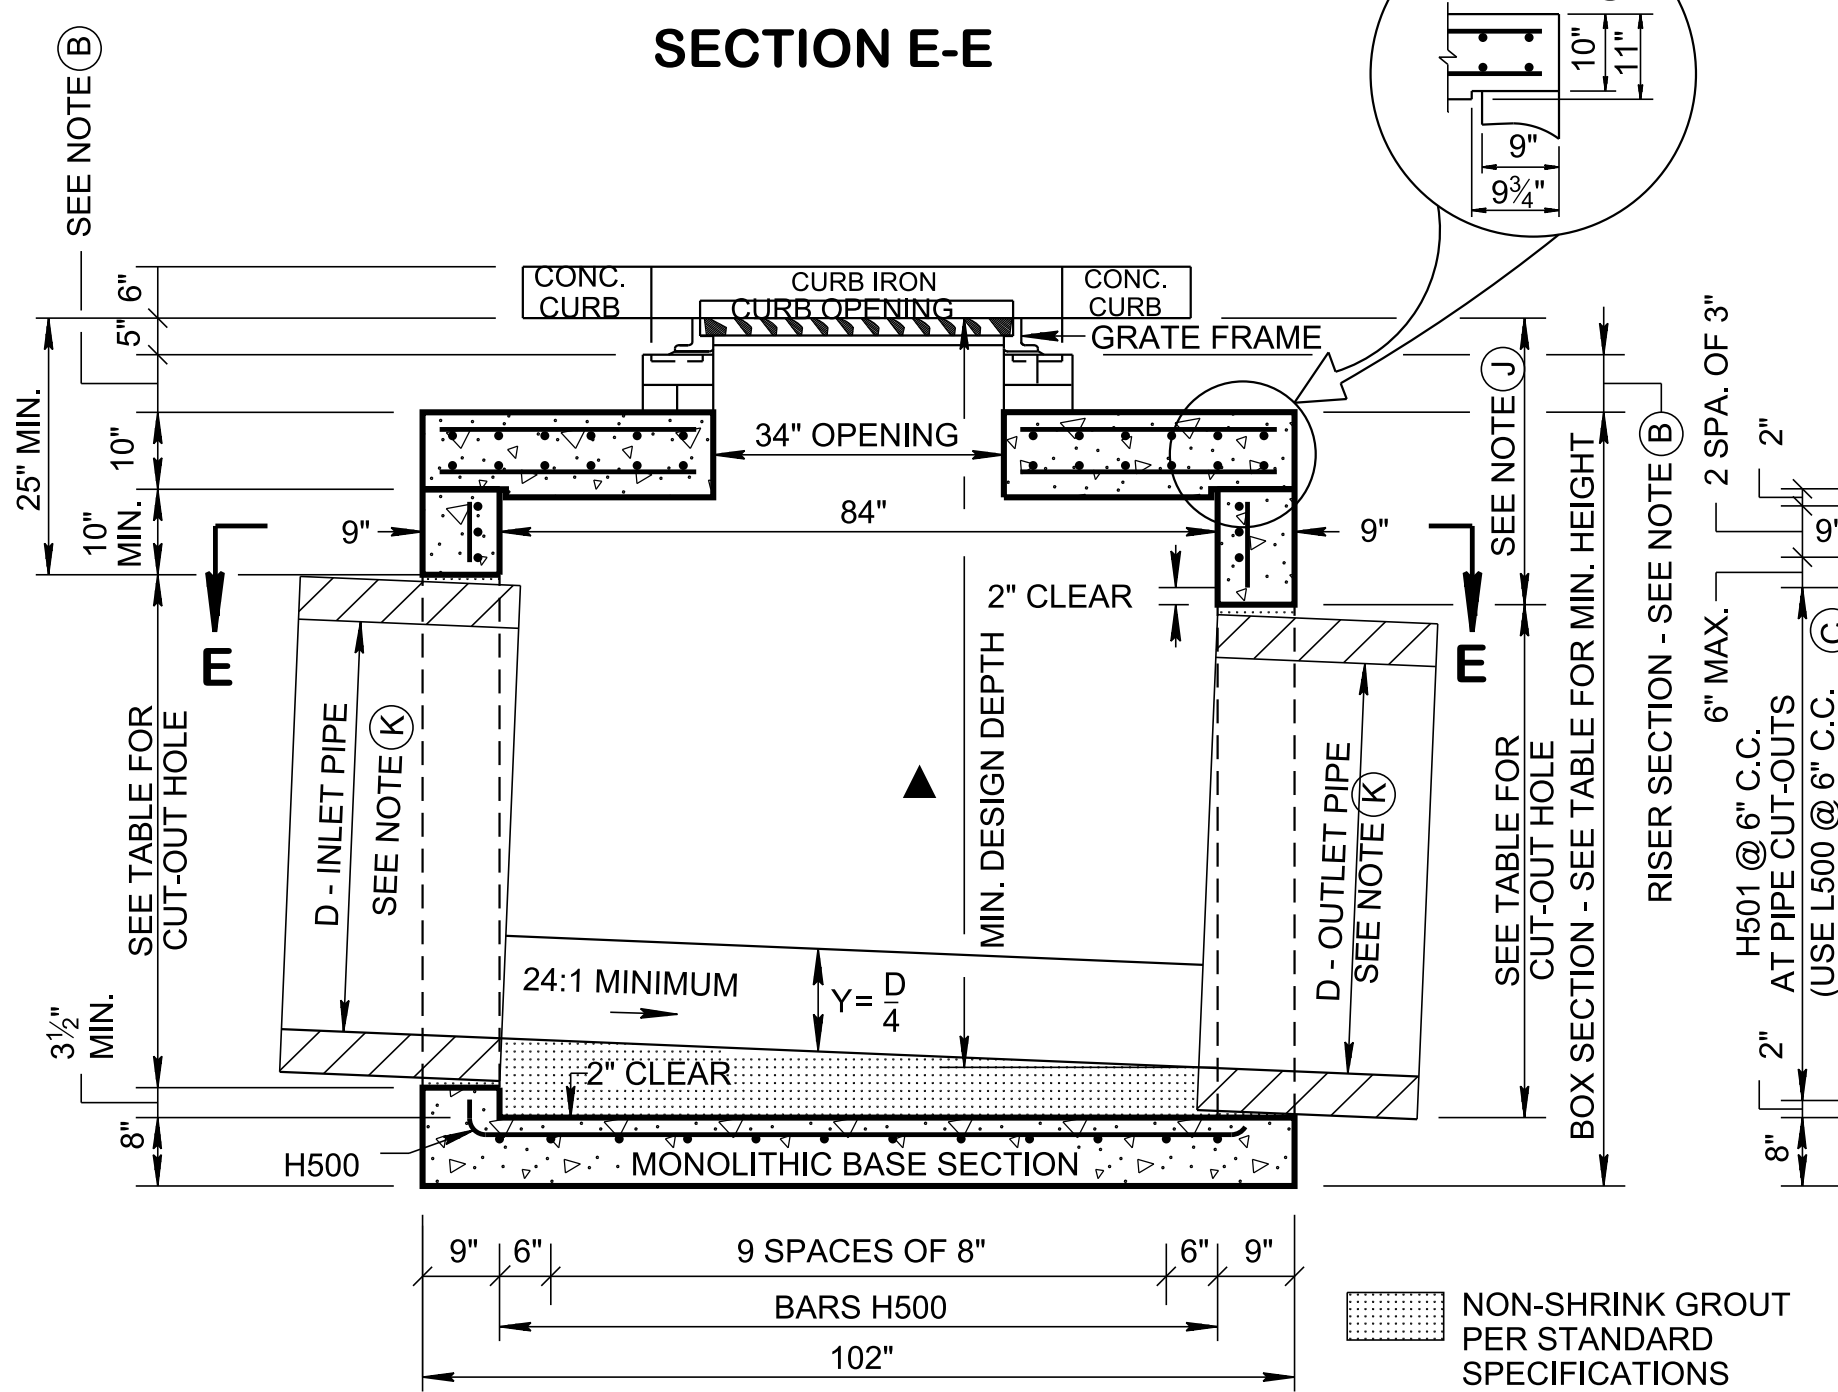 SECTION E-E
SEE NOTE B
10"
11"
9"
9¾"
6"
5"
25" MIN.
10"
10"
MIN.
CONC.
CURB
CURB IRON
CURB OPENING
CONC.
CURB
GRATE FRAME
34" OPENING
9"
84"
9"
2" CLEAR
E
E
SEE NOTE J
SEE TABLE FOR
CUT-OUT HOLE
D - INLET PIPE
SEE NOTE K
MIN. DESIGN DEPTH
D - OUTLET PIPE
SEE NOTE K
SEE TABLE FOR
CUT-OUT HOLE
BOX SECTION - SEE TABLE FOR MIN. HEIGHT
RISER SECTION - SEE NOTE B
2 SPA. OF 3"
2"
9"
6" MAX.
H501 @ 6" C.C.
AT PIPE CUT-OUTS
(USE L500 @ 6" C.C.
2"
8"
24:1 MINIMUM
Y= D
4
3½"
MIN.
8"
2" CLEAR
H500
MONOLITHIC BASE SECTION
9" 6" 9 SPACES OF 8" 6" 9"
BARS H500
102"
NON-SHRINK GROUT
PER STANDARD
SPECIFICATIONS